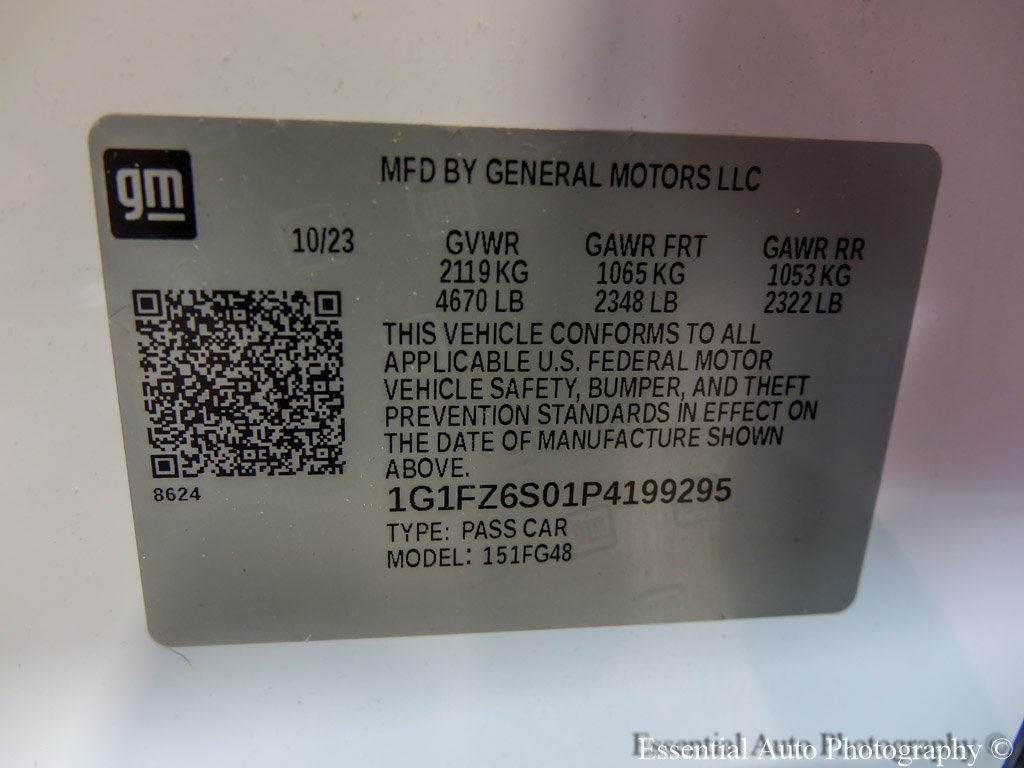 gm
MFD BY GENERAL MOTORS LLC
10/23
GVWR GAWR FRT GAWR RR
2119 KG 1065 KG 1053 KG
4670 LB 2348 LB 2322 LB
THIS VEHICLE CONFORMS TO ALL
APPLICABLE U.S. FEDERAL MOTOR
VEHICLE SAFETY, BUMPER, AND THEFT
PREVENTION STANDARDS IN EFFECT ON
THE DATE OF MANUFACTURE SHOWN
ABOVE.
8624
1G1FZ6S01P4199295
TYPE: PASS CAR
MODEL: 151FG48
Essential Auto Photography ©